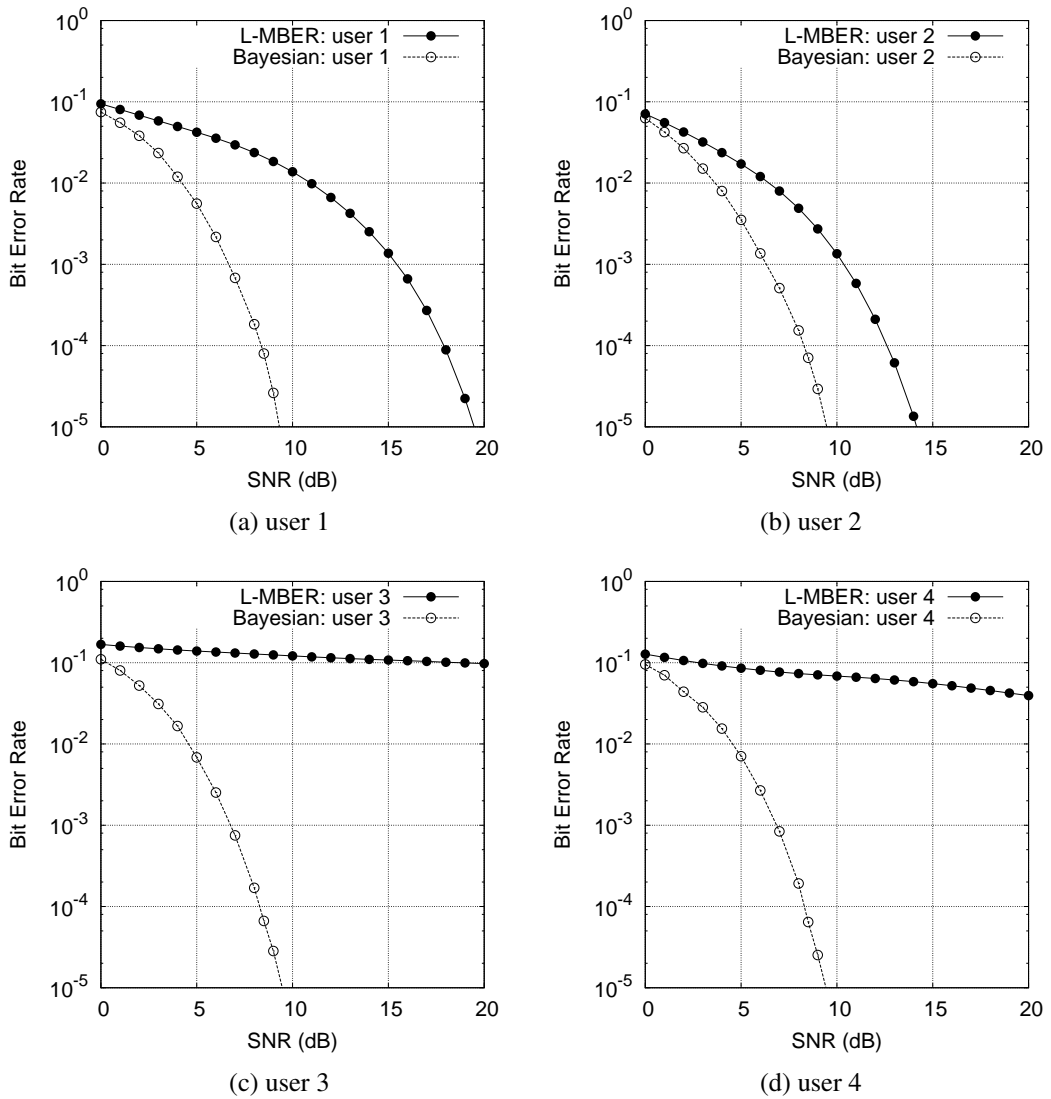 10^0
L-MBER: user 1
Bayesian: user 1
10^-1
10^-2
10^-3
10^-4
10^-5
Bit Error Rate
0 5 10 15 20
SNR (dB)
(a) user 1
10^0
L-MBER: user 2
Bayesian: user 2
10^-1
10^-2
10^-3
10^-4
10^-5
Bit Error Rate
0 5 10 15 20
SNR (dB)
(b) user 2
10^0
L-MBER: user 3
Bayesian: user 3
10^-1
10^-2
10^-3
10^-4
10^-5
Bit Error Rate
0 5 10 15 20
SNR (dB)
(c) user 3
10^0
L-MBER: user 4
Bayesian: user 4
10^-1
10^-2
10^-3
10^-4
10^-5
Bit Error Rate
0 5 10 15 20
SNR (dB)
(d) user 4